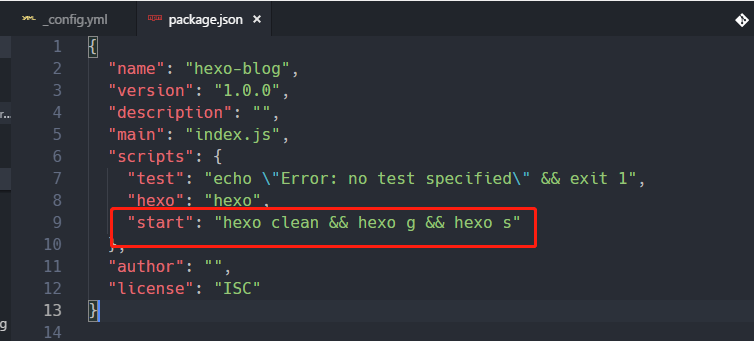 _config.yml package.json ×
1 {
2 "name": "hexo-blog",
3 "version": "1.0.0",
4 "description": "",
5 "main": "index.js",
6 "scripts": {
7 "test": "echo \"Error: no test specified\" && exit 1",
8 "hexo": "hexo",
9 "start": "hexo clean && hexo g && hexo s"
10 },
11 "author": "",
12 "license": "ISC"
13 }
14